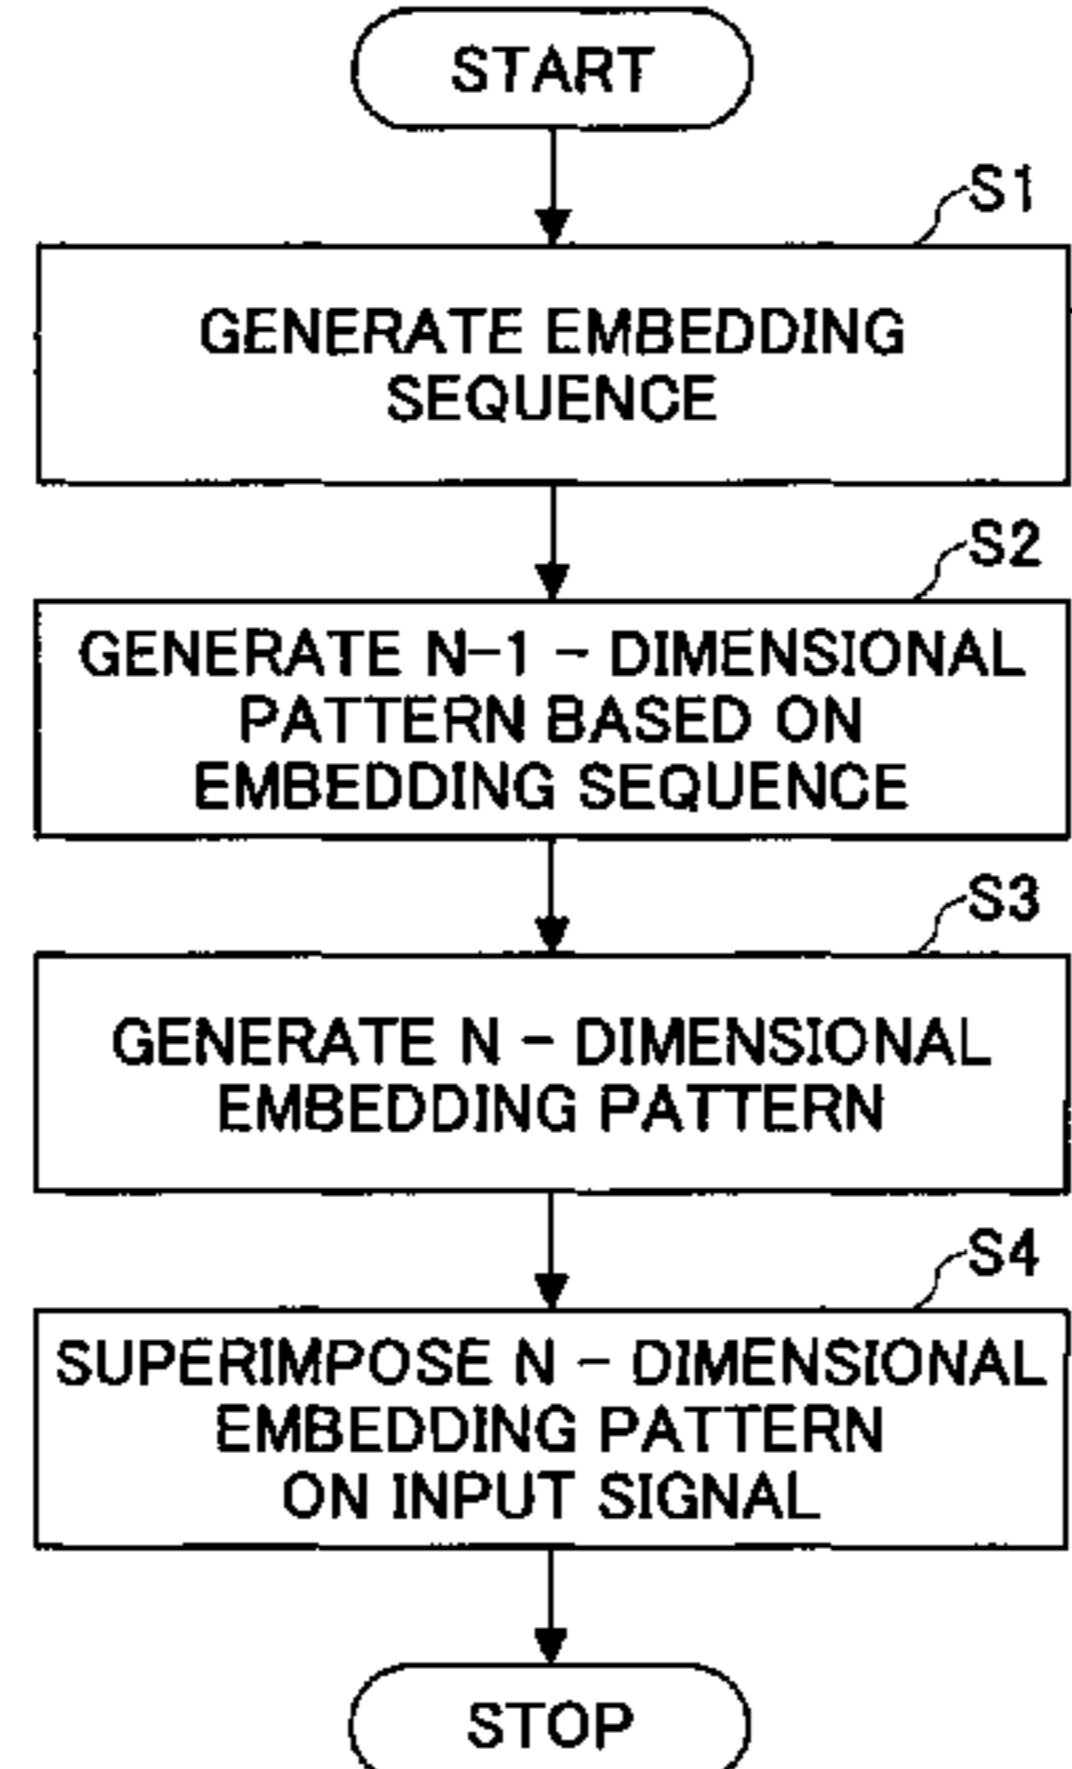 START
S1
GENERATE EMBEDDING
SEQUENCE
S2
GENERATE N-1 - DIMENSIONAL
PATTERN BASED ON
EMBEDDING SEQUENCE
S3
GENERATE N - DIMENSIONAL
EMBEDDING PATTERN
S4
SUPERIMPOSE N - DIMENSIONAL
EMBEDDING PATTERN
ON INPUT SIGNAL
STOP